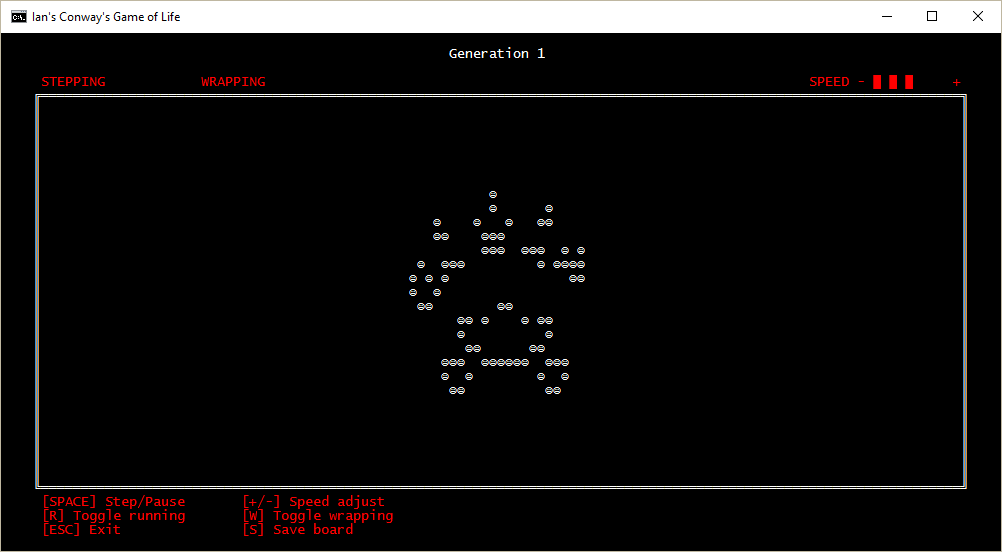 C:\.
Ian's Conway's Game of Life
Generation 1
STEPPING WRAPPING SPEED - +
[SPACE] Step/Pause [+/-] Speed adjust
[R] Toggle running [W] Toggle wrapping
[ESC] Exit [S] Save board